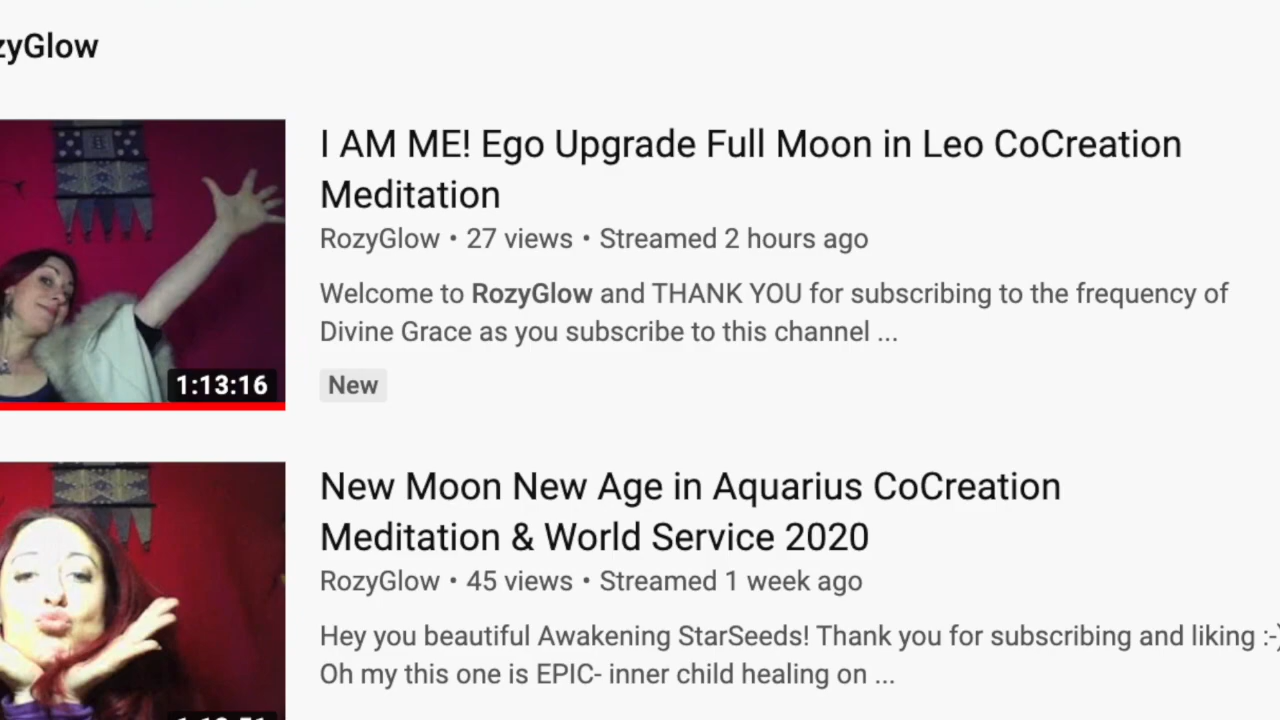 zyGlow
I AM ME! Ego Upgrade Full Moon in Leo CoCreation
Meditation
RozyGlow • 27 views • Streamed 2 hours ago
Welcome to RozyGlow and THANK YOU for subscribing to the frequency of
Divine Grace as you subscribe to this channel ...
1:13:16
New
New Moon New Age in Aquarius CoCreation
Meditation & World Service 2020
RozyGlow • 45 views • Streamed 1 week ago
Hey you beautiful Awakening StarSeeds! Thank you for subscribing and liking :-)
Oh my this one is EPIC- inner child healing on ...